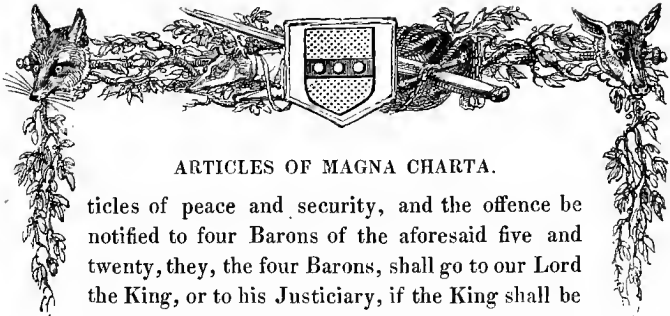 ARTICLES OF MAGNA CHARTA.
ticles of peace and security, and the offence be
notified to four Barons of the aforesaid five and
twenty, they, the four Barons, shall go to our Lord
the King, or to his Justiciary, if the King shall be